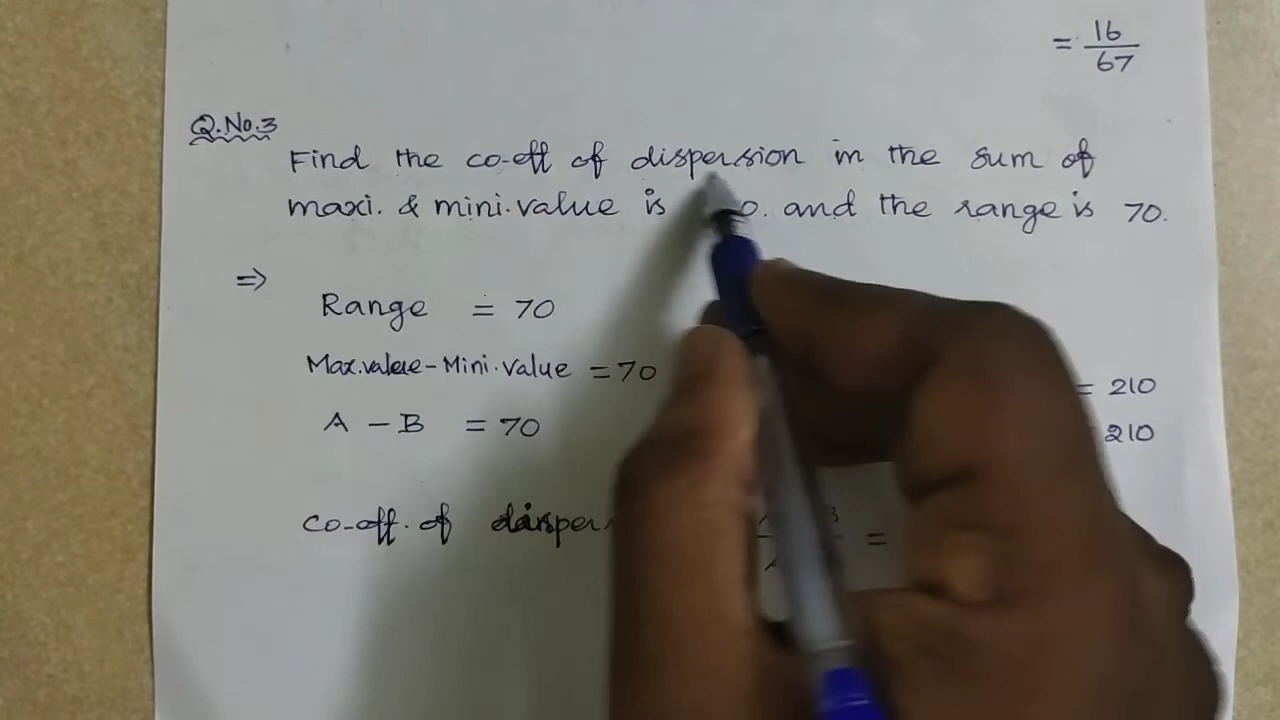 = 16
67
Q.No.3
Find the co-eff of dispersion in the sum of
maxi. & mini.value is 0. and the range is 70.
=>
Range = 70
Max.value-Mini.value = 70
= 210
A - B = 70
210
co-eff. of =